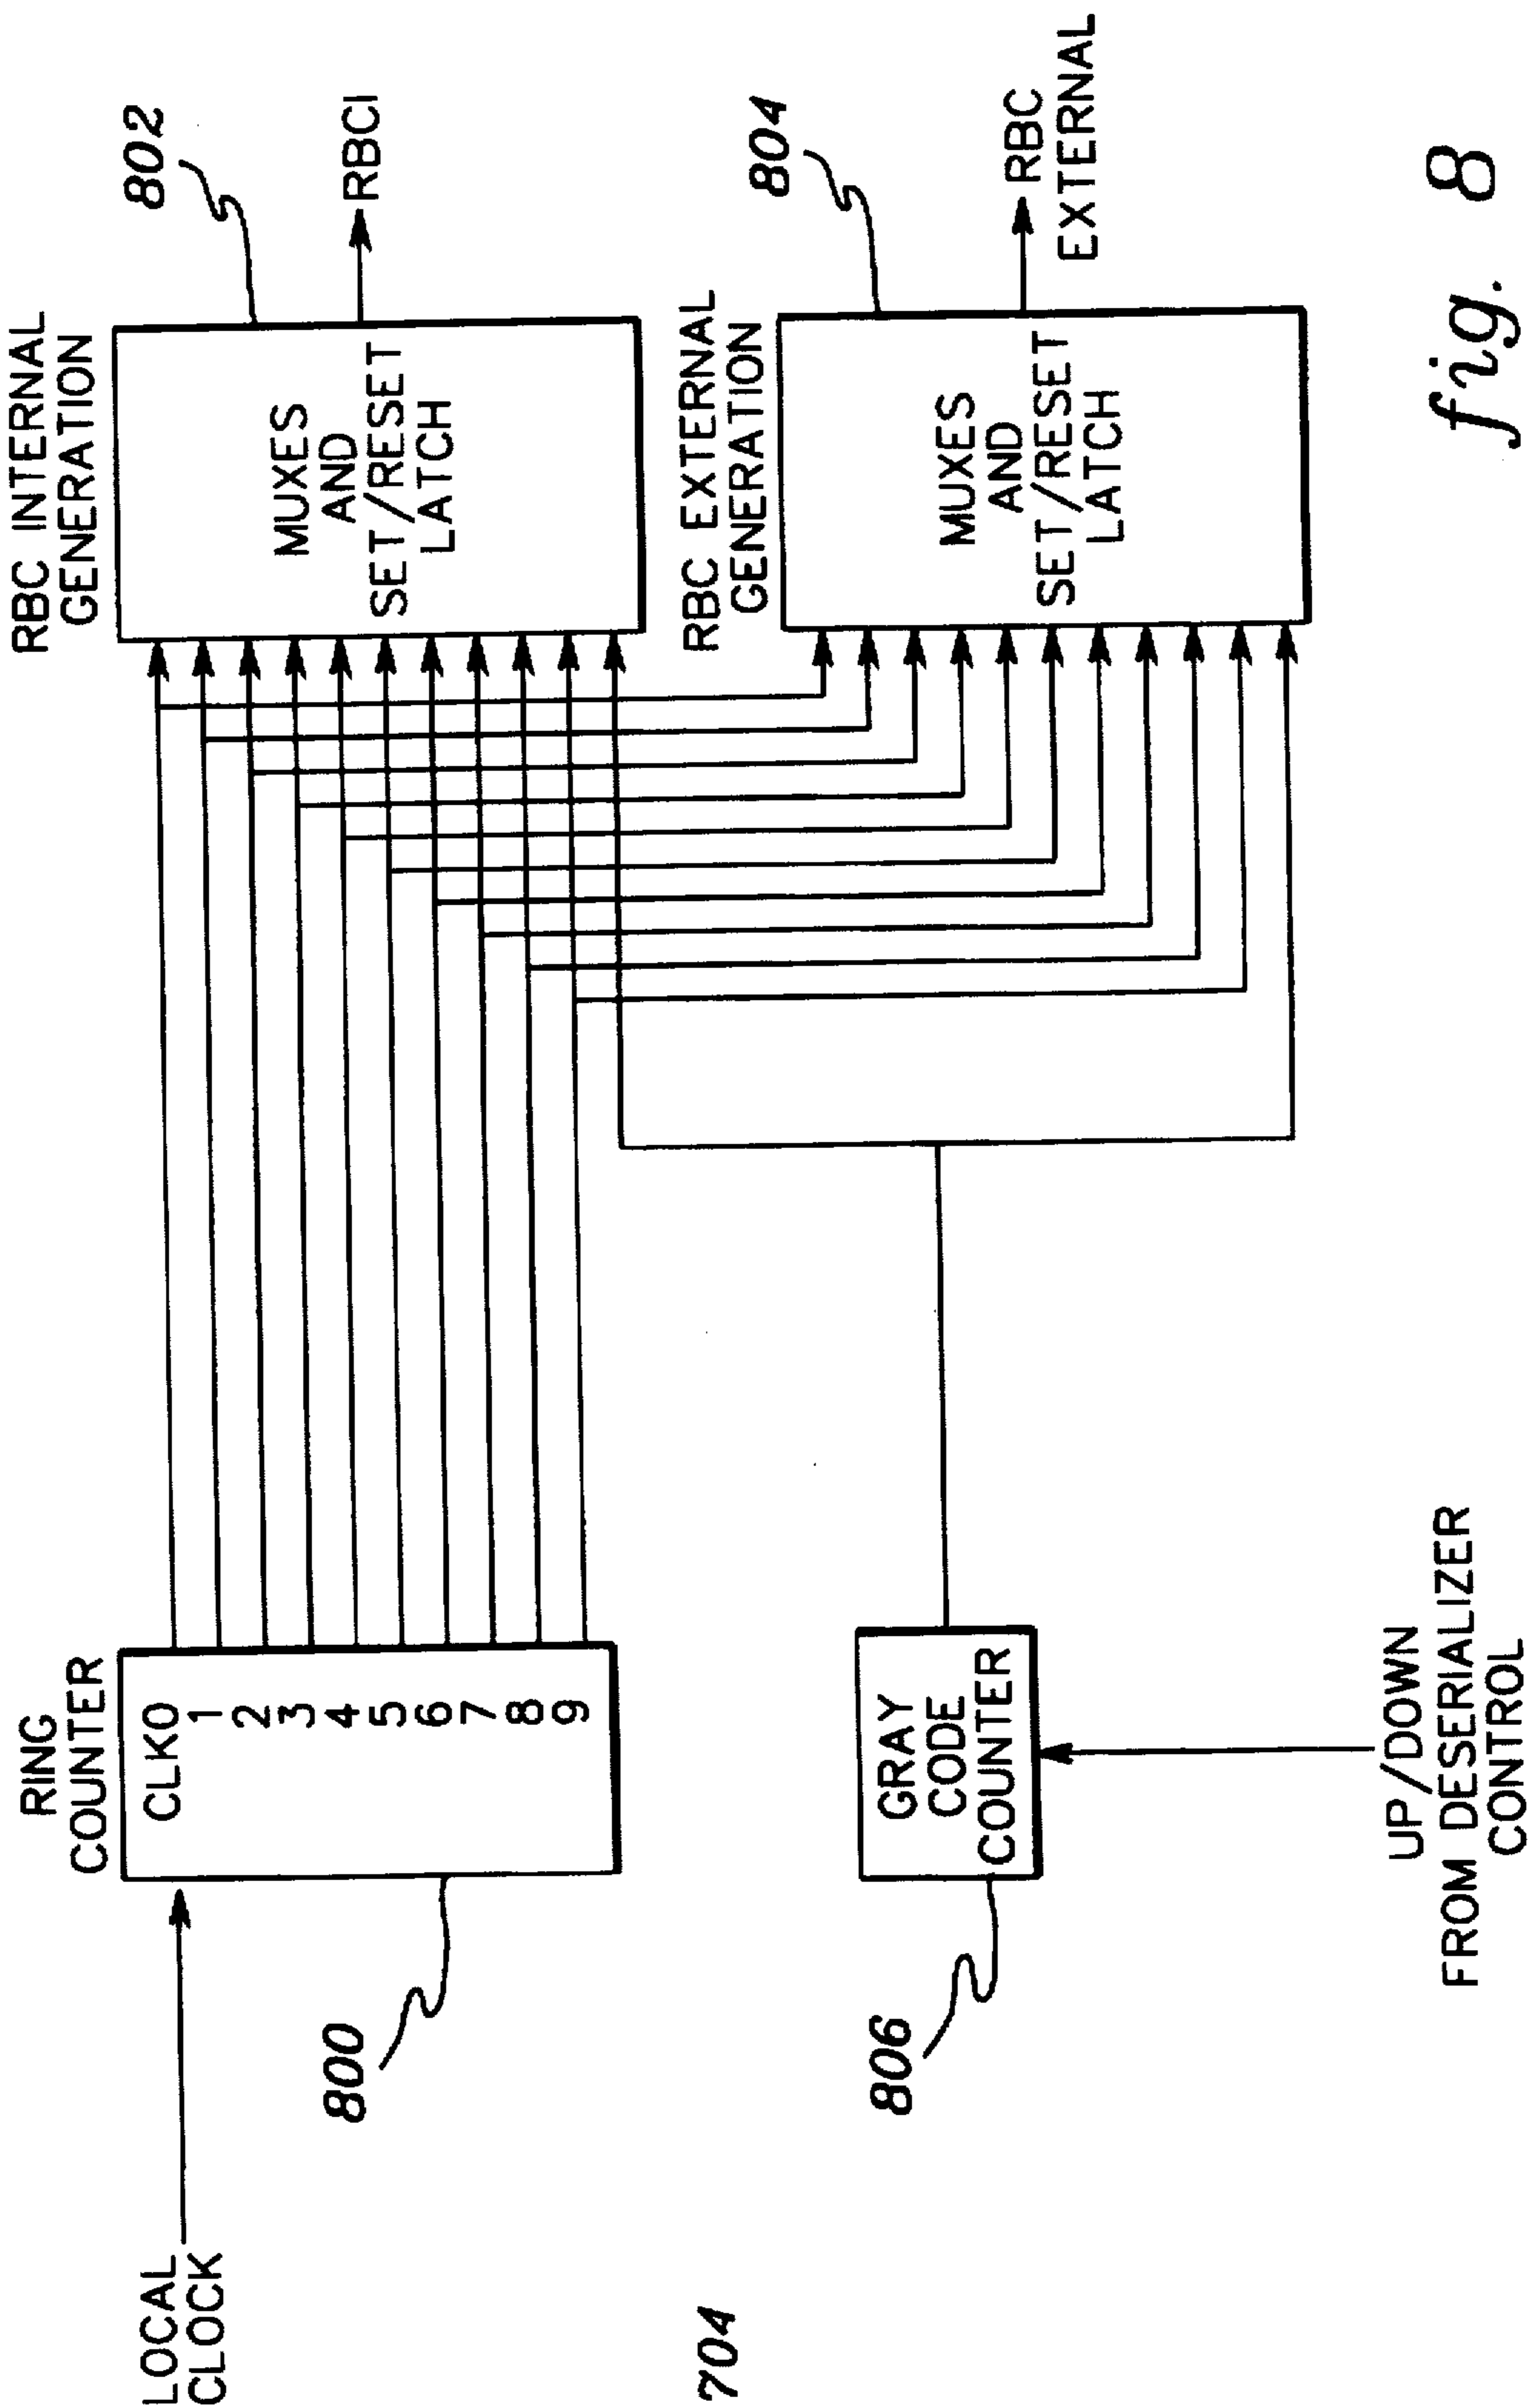 LOCAL
CLOCK
RING
COUNTER
CLK0
1
2
3
4
5
6
7
8
9
800
RBC INTERNAL
GENERATION
MUXES
AND
SET/RESET
LATCH
802
RBCI
RBC EXTERNAL
GENERATION
MUXES
AND
SET/RESET
LATCH
804
RBC
EXTERNAL
GRAY
CODE
COUNTER
806
UP/DOWN
FROM DESERIALIZER
CONTROL
704
fig. 8